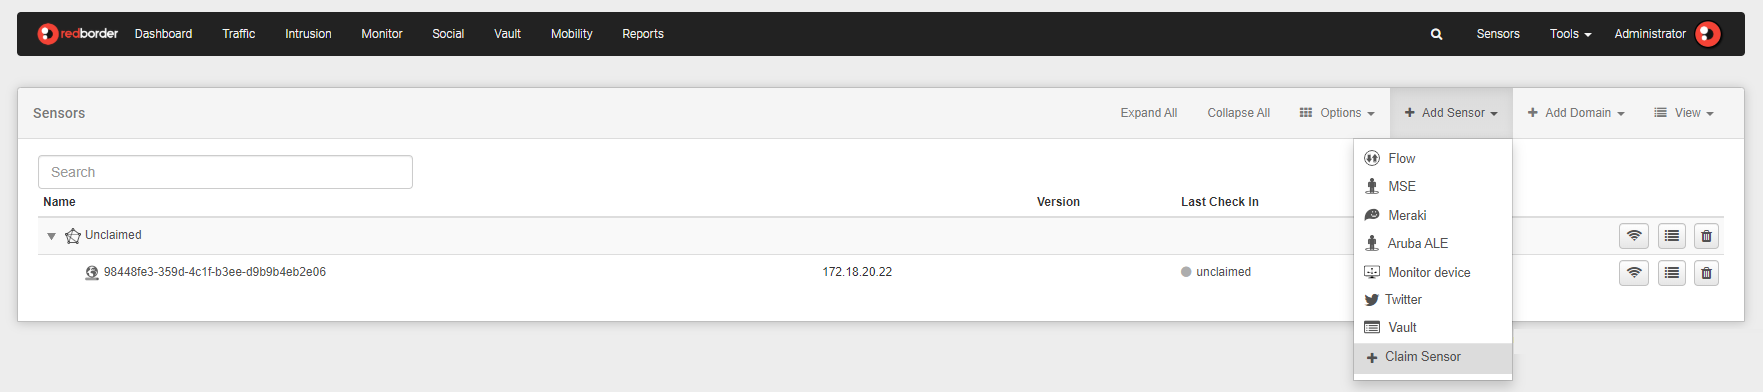 redborder Dashboard Traffic Intrusion Monitor Social Vault Mobility Reports Sensors Tools Administrator
Sensors Expand All Collapse All Options + Add Sensor + Add Domain View
Search
Name Version Last Check In
Unclaimed
98448fe3-359d-4c1f-b3ee-d9b9b4eb2e06 172.18.20.22 unclaimed
Flow
MSE
Meraki
Aruba ALE
Monitor device
Twitter
Vault
+ Claim Sensor